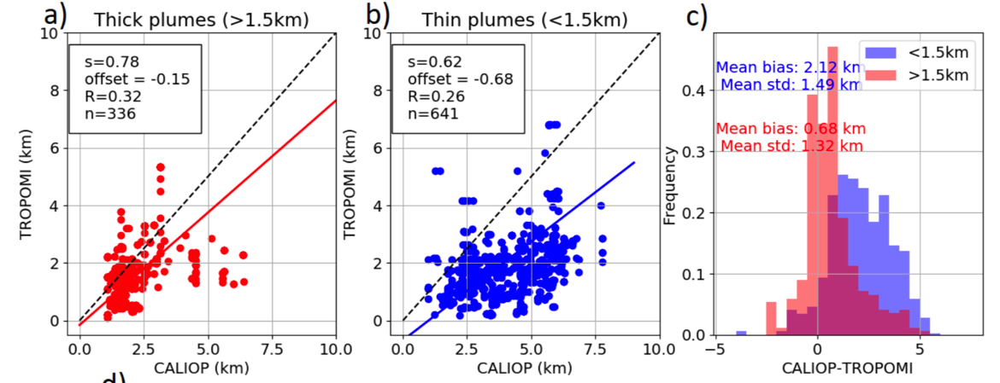 a) Thick plumes (>1.5km)
10
8
6
4
2
0
TROPOMI (km)
s=0.78
offset = -0.15
R=0.32
n=336
0.0 2.5 5.0 7.5 10.0
CALIOP (km)
b) Thin plumes (<1.5km)
10
8
6
4
2
0
TROPOMI (km)
s=0.62
offset = -0.68
R=0.26
n=641
0.0 2.5 5.0 7.5 10.0
CALIOP (km)
c)
<1.5km
>1.5km
Mean bias: 2.12 km
Mean std: 1.49 km
Mean bias: 0.68 km
Mean std: 1.32 km
Frequency
0.4
0.3
0.2
0.1
0.0
−5 0 5
CALIOP-TROPOMI
d)